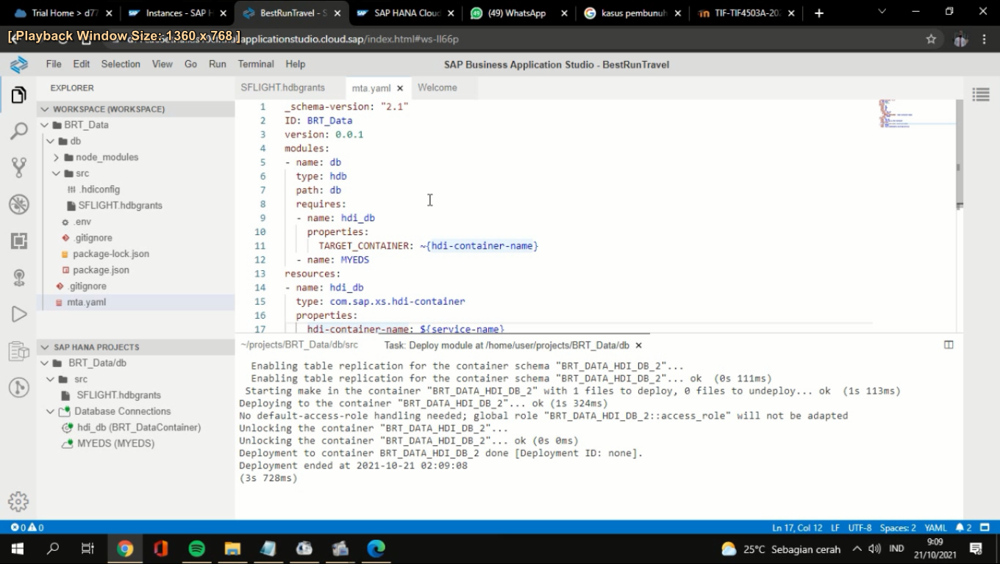 Trial Home > d77
Instances - SAP H
BestRunTravel - S
SAP HANA Cloud
(49) WhatsApp
kasus pembunuh
TIF-TIF4503A-202
[ Playback Window Size: 1360 x 768 ]
applicationstudio.cloud.sap/index.html#ws-ll66p
File Edit Selection View Go Run Terminal Help
SAP Business Application Studio - BestRunTravel
EXPLORER
WORKSPACE (WORKSPACE)
BRT_Data
db
node_modules
src
.hdiconfig
SFLIGHT.hdbgrants
.env
.gitignore
package-lock.json
package.json
.gitignore
mta.yaml
SAP HANA PROJECTS
BRT_Data/db
src
SFLIGHT.hdbgrants
Database Connections
hdi_db (BRT_DataContainer)
MYEDS (MYEDS)
SFLIGHT.hdbgrants mta.yaml Welcome
1 _schema-version: "2.1"
2 ID: BRT_Data
3 version: 0.0.1
4 modules:
5 - name: db
6 type: hdb
7 path: db
8 requires:
9 - name: hdi_db
10 properties:
11 TARGET_CONTAINER: ~{hdi-container-name}
12 - name: MYEDS
13 resources:
14 - name: hdi_db
15 type: com.sap.xs.hdi-container
16 properties:
17 hdi-container-name: ${service-name}
~/projects/BRT_Data/db/src Task: Deploy module at /home/user/projects/BRT_Data/db
Enabling table replication for the container schema "BRT_DATA_HDI_DB_2"...
Enabling table replication for the container schema "BRT_DATA_HDI_DB_2"... ok (0s 111ms)
Starting make in the container "BRT_DATA_HDI_DB_2" with 1 files to deploy, 0 files to undeploy... ok (1s 113ms)
Deploying to the container "BRT_DATA_HDI_DB_2"... ok (1s 324ms)
No default-access-role handling needed; global role "BRT_DATA_HDI_DB_2::access_role" will not be adapted
Unlocking the container "BRT_DATA_HDI_DB_2"...
Unlocking the container "BRT_DATA_HDI_DB_2"... ok (0s 0ms)
Deployment to container BRT_DATA_HDI_DB_2 done [Deployment ID: none].
Deployment ended at 2021-10-21 02:09:08
(3s 728ms)
0 0 Ln 17, Col 12 LF UTF-8 Spaces: 2 YAML 2
25°C Sebagian cerah IND 9:09
21/10/2021